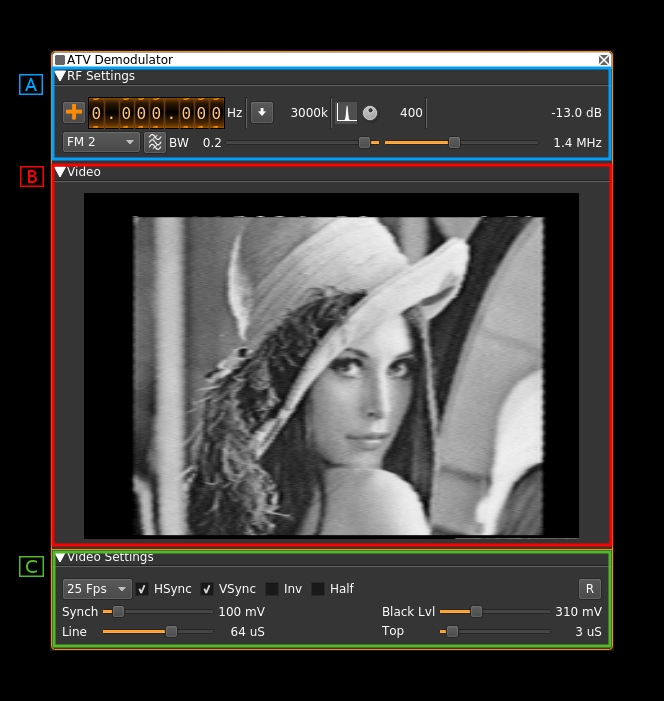 ATV Demodulator
A
RF Settings
0.000.000 Hz 3000k 400 -13.0 dB
FM 2 BW 0.2 1.4 MHz
B
Video
C
Video Settings
25 Fps HSync VSync Inv Half R
Synch 100 mV Black Lvl 310 mV
Line 64 uS Top 3 uS